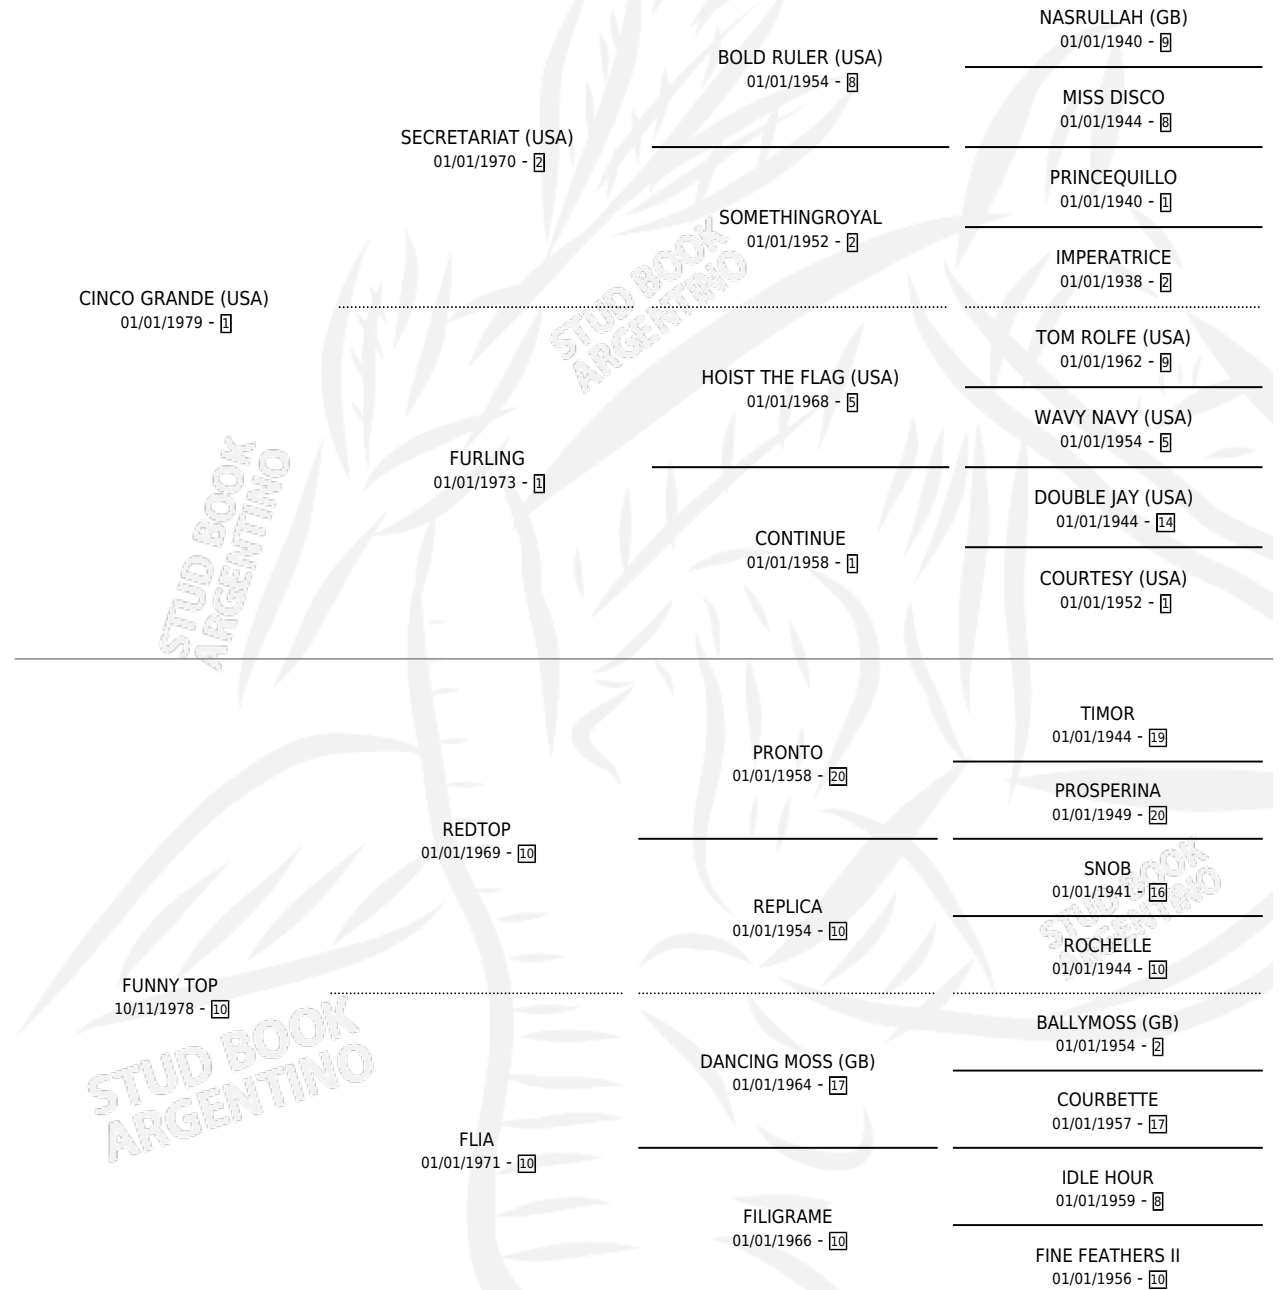 NASRULLAH (GB)
01/01/1940 - 9
BOLD RULER (USA)
01/01/1954 - 8
MISS DISCO
01/01/1944 - 8
SECRETARIAT (USA)
01/01/1970 - 2
PRINCEQUILLO
01/01/1940 - 1
SOMETHINGROYAL
01/01/1952 - 2
IMPERATRICE
01/01/1938 - 2
CINCO GRANDE (USA)
01/01/1979 - 1
TOM ROLFE (USA)
01/01/1962 - 9
HOIST THE FLAG (USA)
01/01/1968 - 5
WAVY NAVY (USA)
01/01/1954 - 5
FURLING
01/01/1973 - 1
DOUBLE JAY (USA)
01/01/1944 - 14
CONTINUE
01/01/1958 - 1
COURTESY (USA)
01/01/1952 - 1
TIMOR
01/01/1944 - 19
PRONTO
01/01/1958 - 20
PROSPERINA
01/01/1949 - 20
REDTOP
01/01/1969 - 10
SNOB
01/01/1941 - 16
REPLICA
01/01/1954 - 10
ROCHELLE
01/01/1944 - 10
FUNNY TOP
10/11/1978 - 10
BALLYMOSS (GB)
01/01/1954 - 2
DANCING MOSS (GB)
01/01/1964 - 17
COURBETTE
01/01/1957 - 17
FLIA
01/01/1971 - 10
IDLE HOUR
01/01/1959 - 8
FILIGRAME
01/01/1966 - 10
FINE FEATHERS II
01/01/1956 - 10
STUD BOOK
ARGENTINO
STUD BOOK
ARGENTINO
STUD BOOK
ARGENTINO
STUD BOOK
ARGENTINO